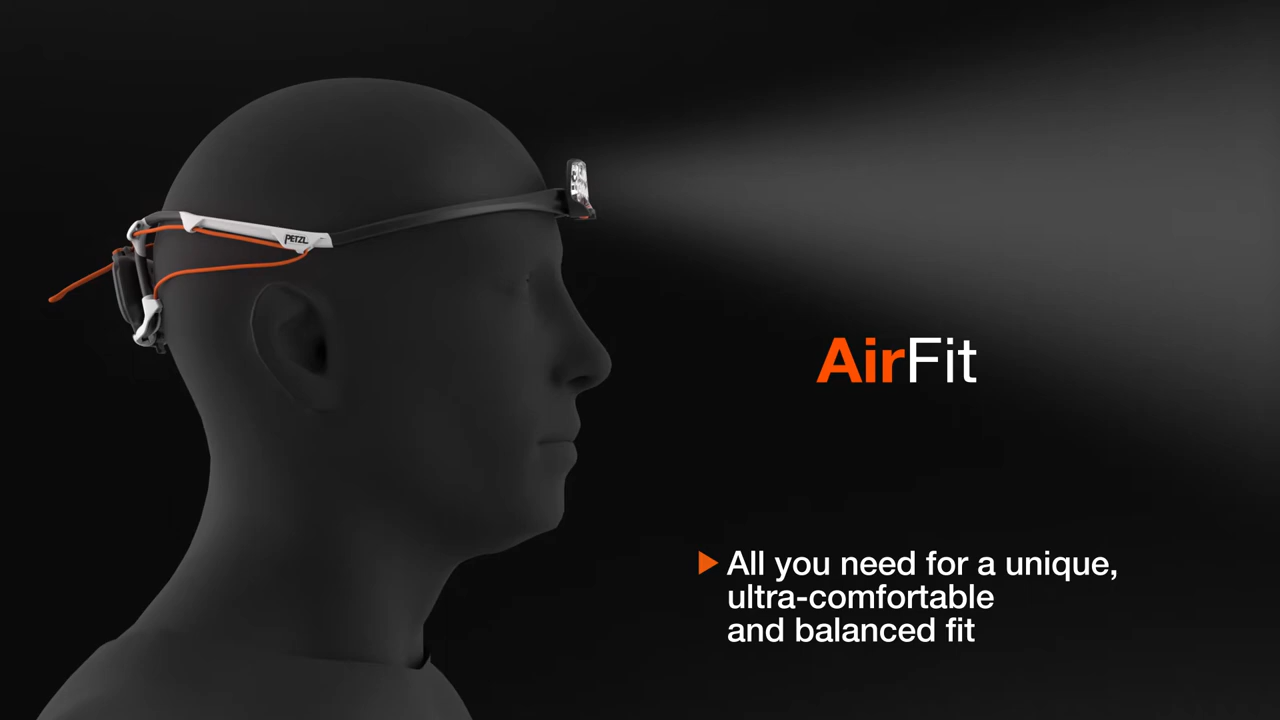 PETZL
AirFit
All you need for a unique,
ultra-comfortable
and balanced fit